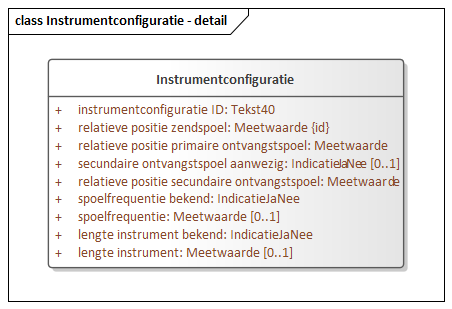 class Instrumentconfiguratie - detail
Instrumentconfiguratie
+ instrumentconfiguratie ID: Tekst40
+ relatieve positie zendspoel: Meetwaarde {id}
+ relatieve positie primaire ontvangstspoel: Meetwaarde
+ secundaire ontvangstspoel aanwezig: IndicatieJaNee [0..1]
+ relatieve positie secundaire ontvangstspoel: Meetwaarde
+ spoelfrequentie bekend: IndicatieJaNee
+ spoelfrequentie: Meetwaarde [0..1]
+ lengte instrument bekend: IndicatieJaNee
+ lengte instrument: Meetwaarde [0..1]